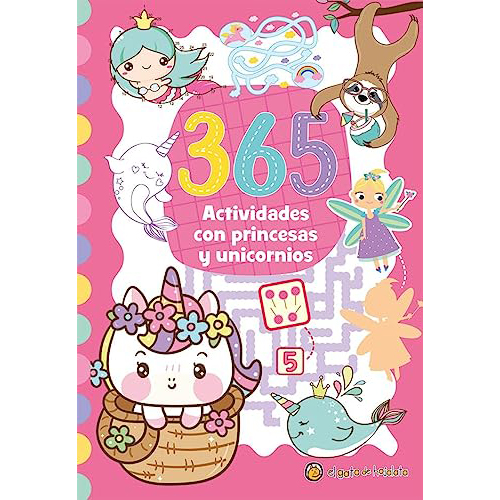 365
Actividades
con princesas
y unicornios
5
el gato de hojalata